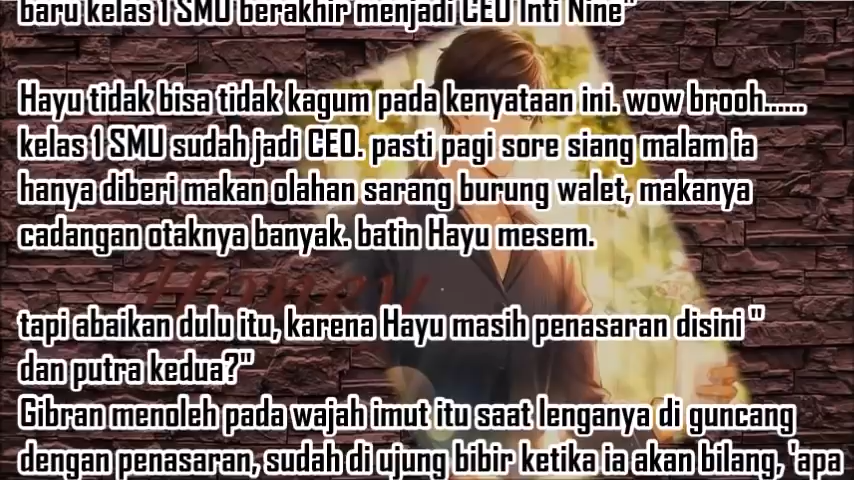 baru kelas 1 SMU berakhir menjadi CEO Inti Nine"
Hayu tidak bisa tidak kagum pada kenyataan ini. wow brooh......
kelas 1 SMU sudah jadi CEO. pasti pagi sore siang malam ia
hanya diberi makan olahan sarang burung walet, makanya
cadangan otaknya banyak. batin Hayu mesem.
tapi abaikan dulu itu, karena Hayu masih penasaran disini "
dan putra kedua?"
Gibran menoleh pada wajah imut itu saat lenganya di guncang
dengan penasaran, sudah di ujung bibir ketika ia akan bilang, 'apa